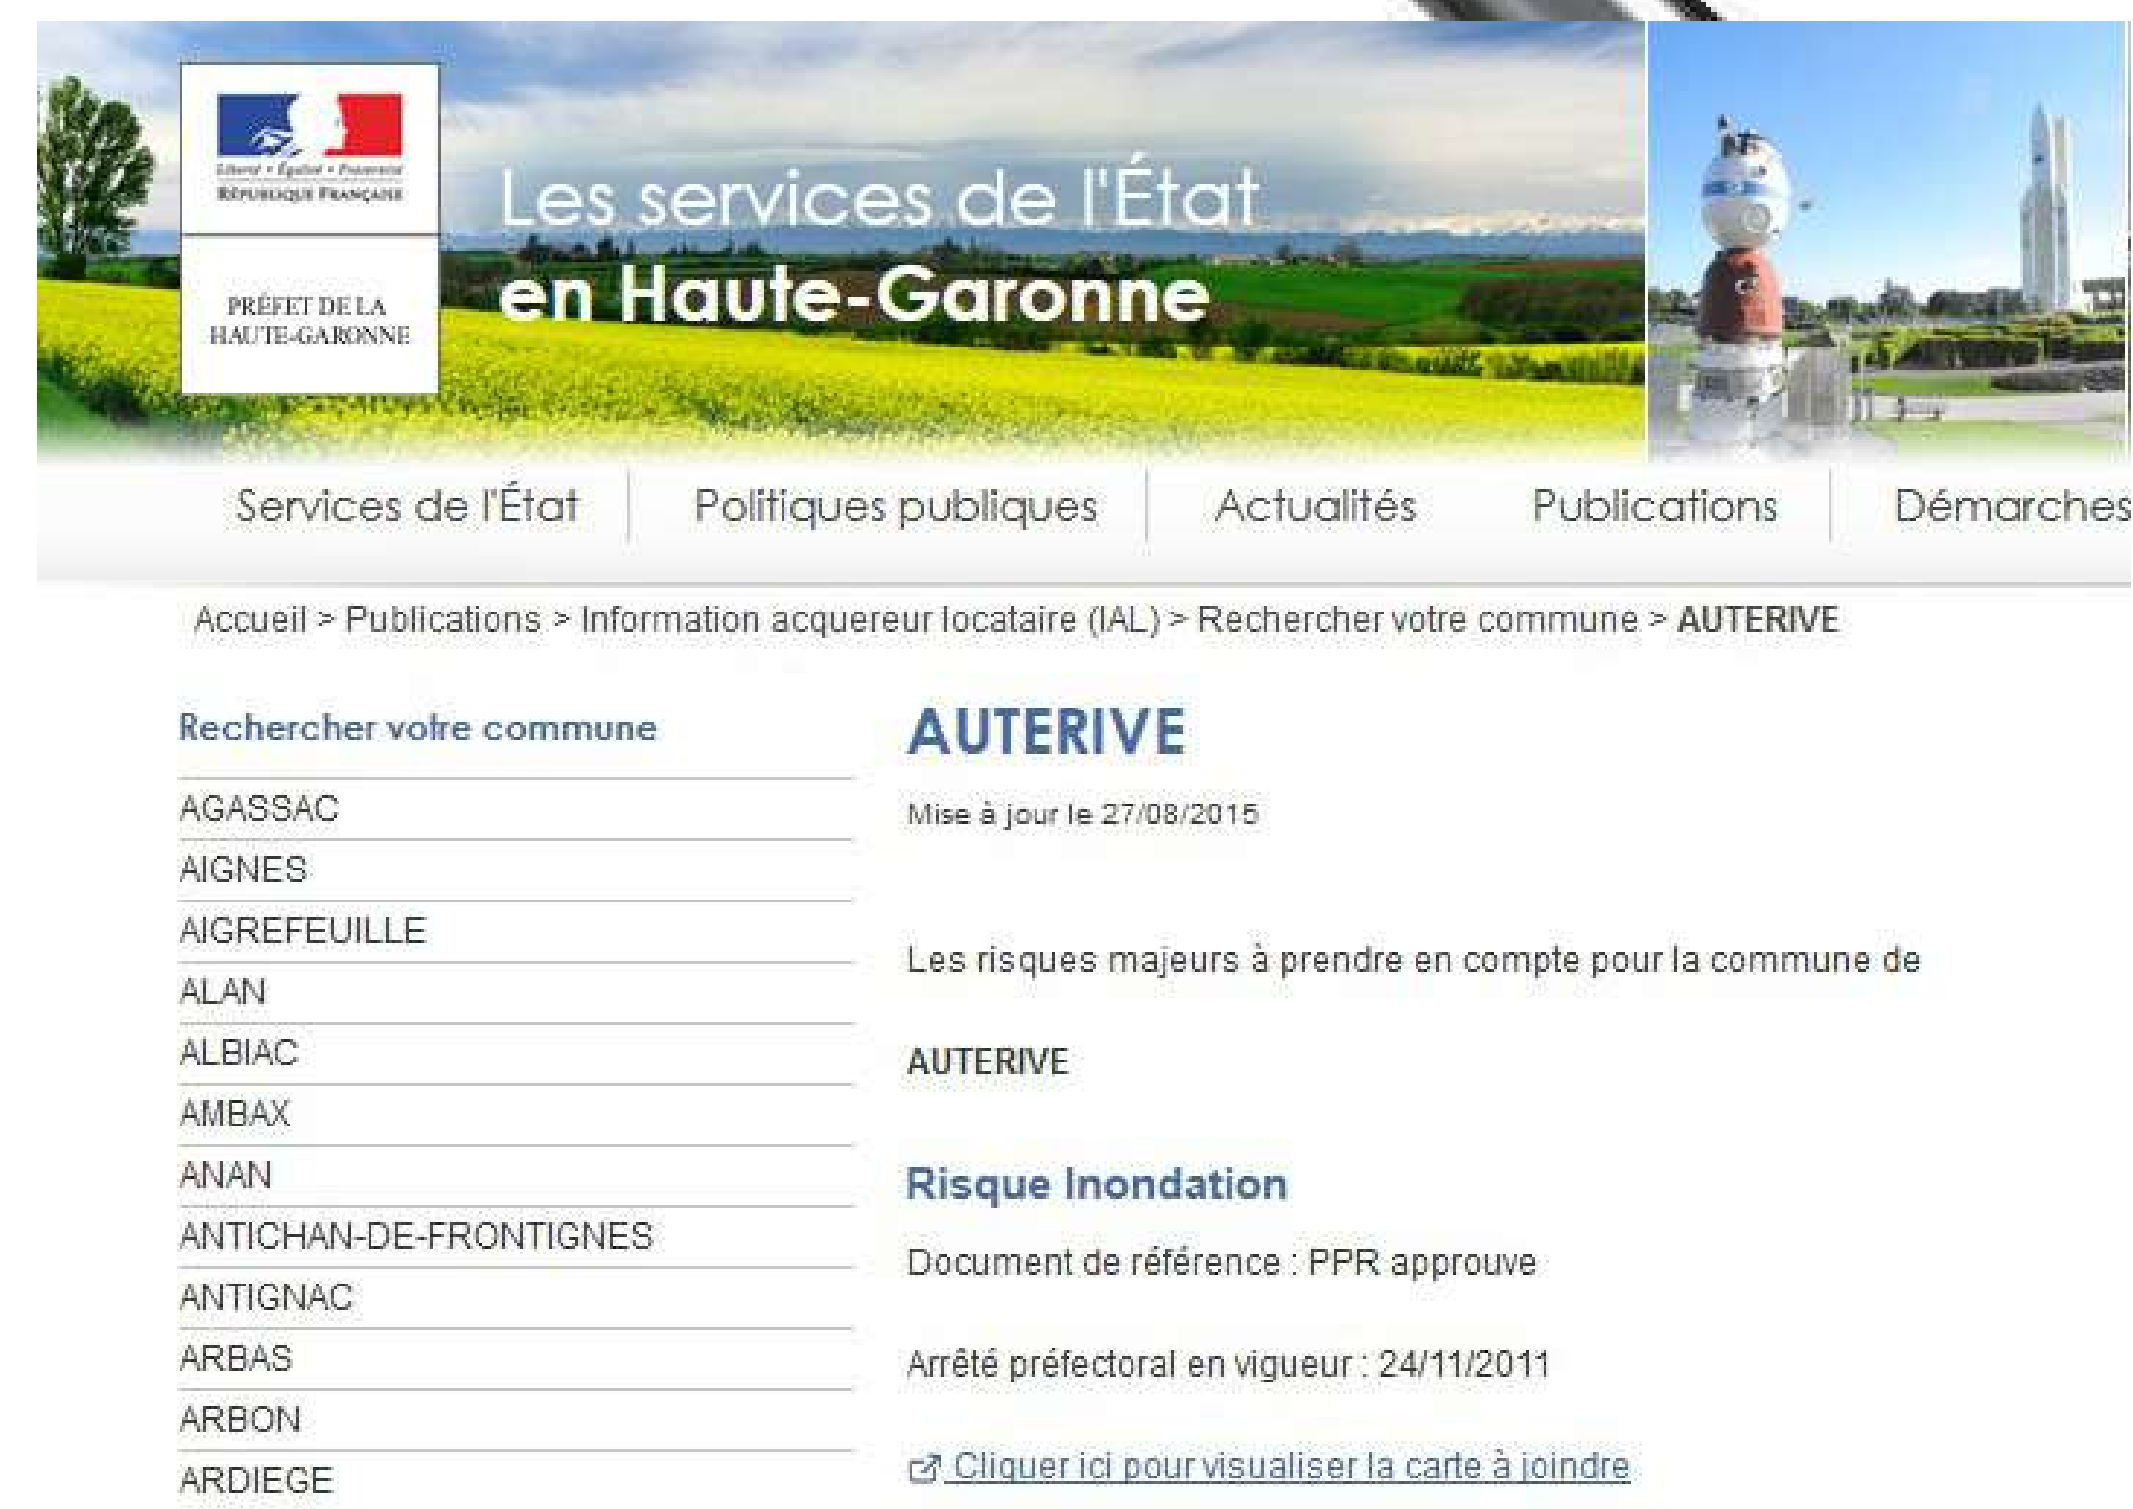 Liberté • Égalité • Fraternité
RÉPUBLIQUE FRANÇAISE
PRÉFET DE LA
HAUTE-GARONNE
Les services de l'État
en Haute-Garonne
Services de l'État
Politiques publiques
Actualités
Publications
Démarches
Accueil > Publications > Information acquereur locataire (IAL) > Rechercher votre commune > AUTERIVE
Rechercher votre commune
AGASSAC
AIGNES
AIGREFEUILLE
ALAN
ALBIAC
AMBAX
ANAN
ANTICHAN-DE-FRONTIGNES
ANTIGNAC
ARBAS
ARBON
ARDIEGE
AUTERIVE
Mise à jour le 27/08/2015
Les risques majeurs à prendre en compte pour la commune de
AUTERIVE
Risque Inondation
Document de référence : PPR approuve
Arrêté préfectoral en vigueur : 24/11/2011
Cliquer ici pour visualiser la carte à joindre